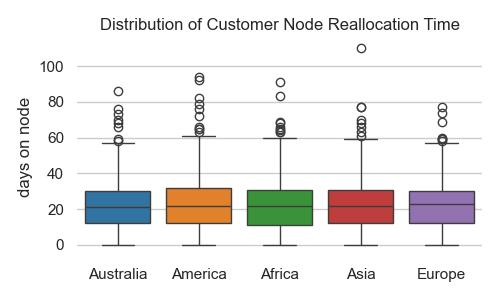 Distribution of Customer Node Reallocation Time
days on node
100
80
60
40
20
0
Australia America Africa Asia Europe